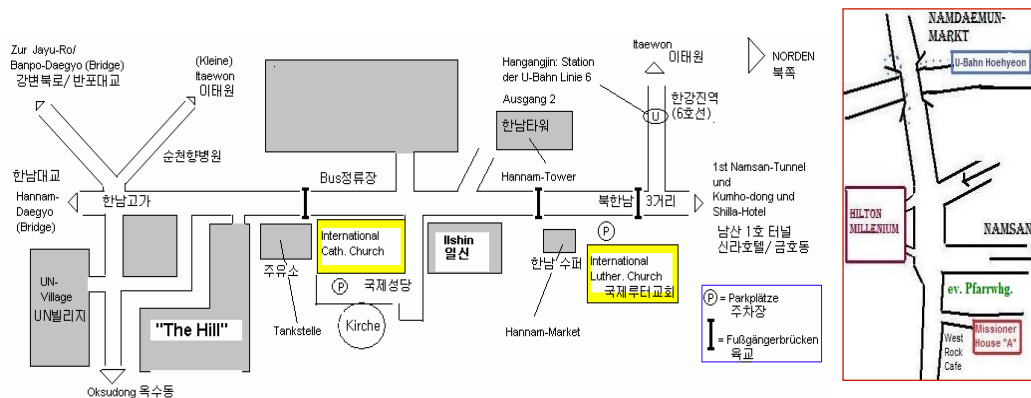 Zur Jayu-Ro/
Banpo-Daegyo (Bridge)
강변북로/ 반포대교
(Kleine)
Itaewon
이태원
순천향병원
한남대교
Hannam-
Daegyo
(Bridge)
한남고가
Bus정류장
Hangangjin: Station
der U-Bahn Linie 6
Ausgang 2
한남타워
Hannam-Tower
Itaewon
이태원
한강진역
(6호선)
U
NORDEN
북쪽
북한남
3거리
1st Namsan-Tunnel
und
Kumho-dong und
Shilla-Hotel
남산 1호 터널
신라호텔/ 금호동
UN-
Village
UN빌리지
"The Hill"
주유소
Tankstelle
International
Cath. Church
P
국제성당
Kirche
Ilshin
일신
한남 수퍼
Hannam-Market
P
International
Luther. Church
국제루터교회
P = Parkplätze
주차장
= Fußgängerbrücken
육교
Oksudong 옥수동
NAMDAEMUN-
MARKT
U-Bahn Hoehyeon
HILTON
MILLENIUM
NAMSAN
ev. Pfarrwhg.
Missioner
House "A"
West
Rock
Cafe